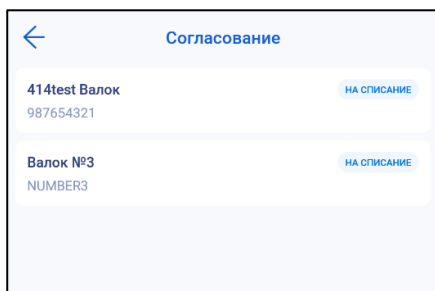 Согласование
414test Валок
НА СПИСАНИЕ
987654321
Валок №3
НА СПИСАНИЕ
NUMBER3